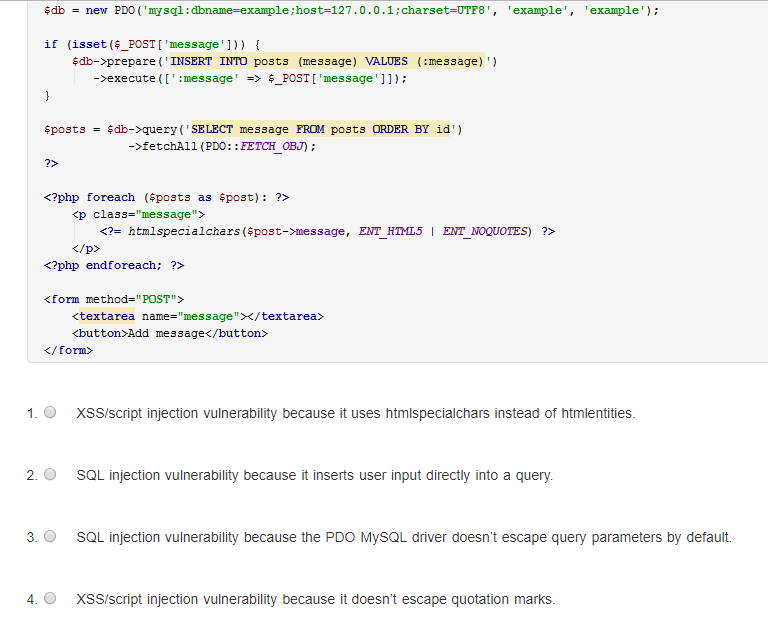 $db = new PDO('mysql:dbname=example;host=127.0.0.1;charset=UTF8', 'example', 'example');
if (isset($_POST['message'])) {
$db->prepare('INSERT INTO posts (message) VALUES (:message)')
->execute([':message' => $_POST['message']]);
}
$posts = $db->query('SELECT message FROM posts ORDER BY id')
->fetchAll(PDO::FETCH_OBJ);
?>
<?php foreach ($posts as $post): ?>
<p class="message">
<?= htmlspecialchars($post->message, ENT_HTML5 | ENT_NOQUOTES) ?>
</p>
<?php endforeach; ?>
<form method="POST">
<textarea name="message"></textarea>
<button>Add message</button>
</form>
1. XSS/script injection vulnerability because it uses htmlspecialchars instead of htmlentities.
2. SQL injection vulnerability because it inserts user input directly into a query.
3. SQL injection vulnerability because the PDO MySQL driver doesn't escape query parameters by default.
4. XSS/script injection vulnerability because it doesn't escape quotation marks.